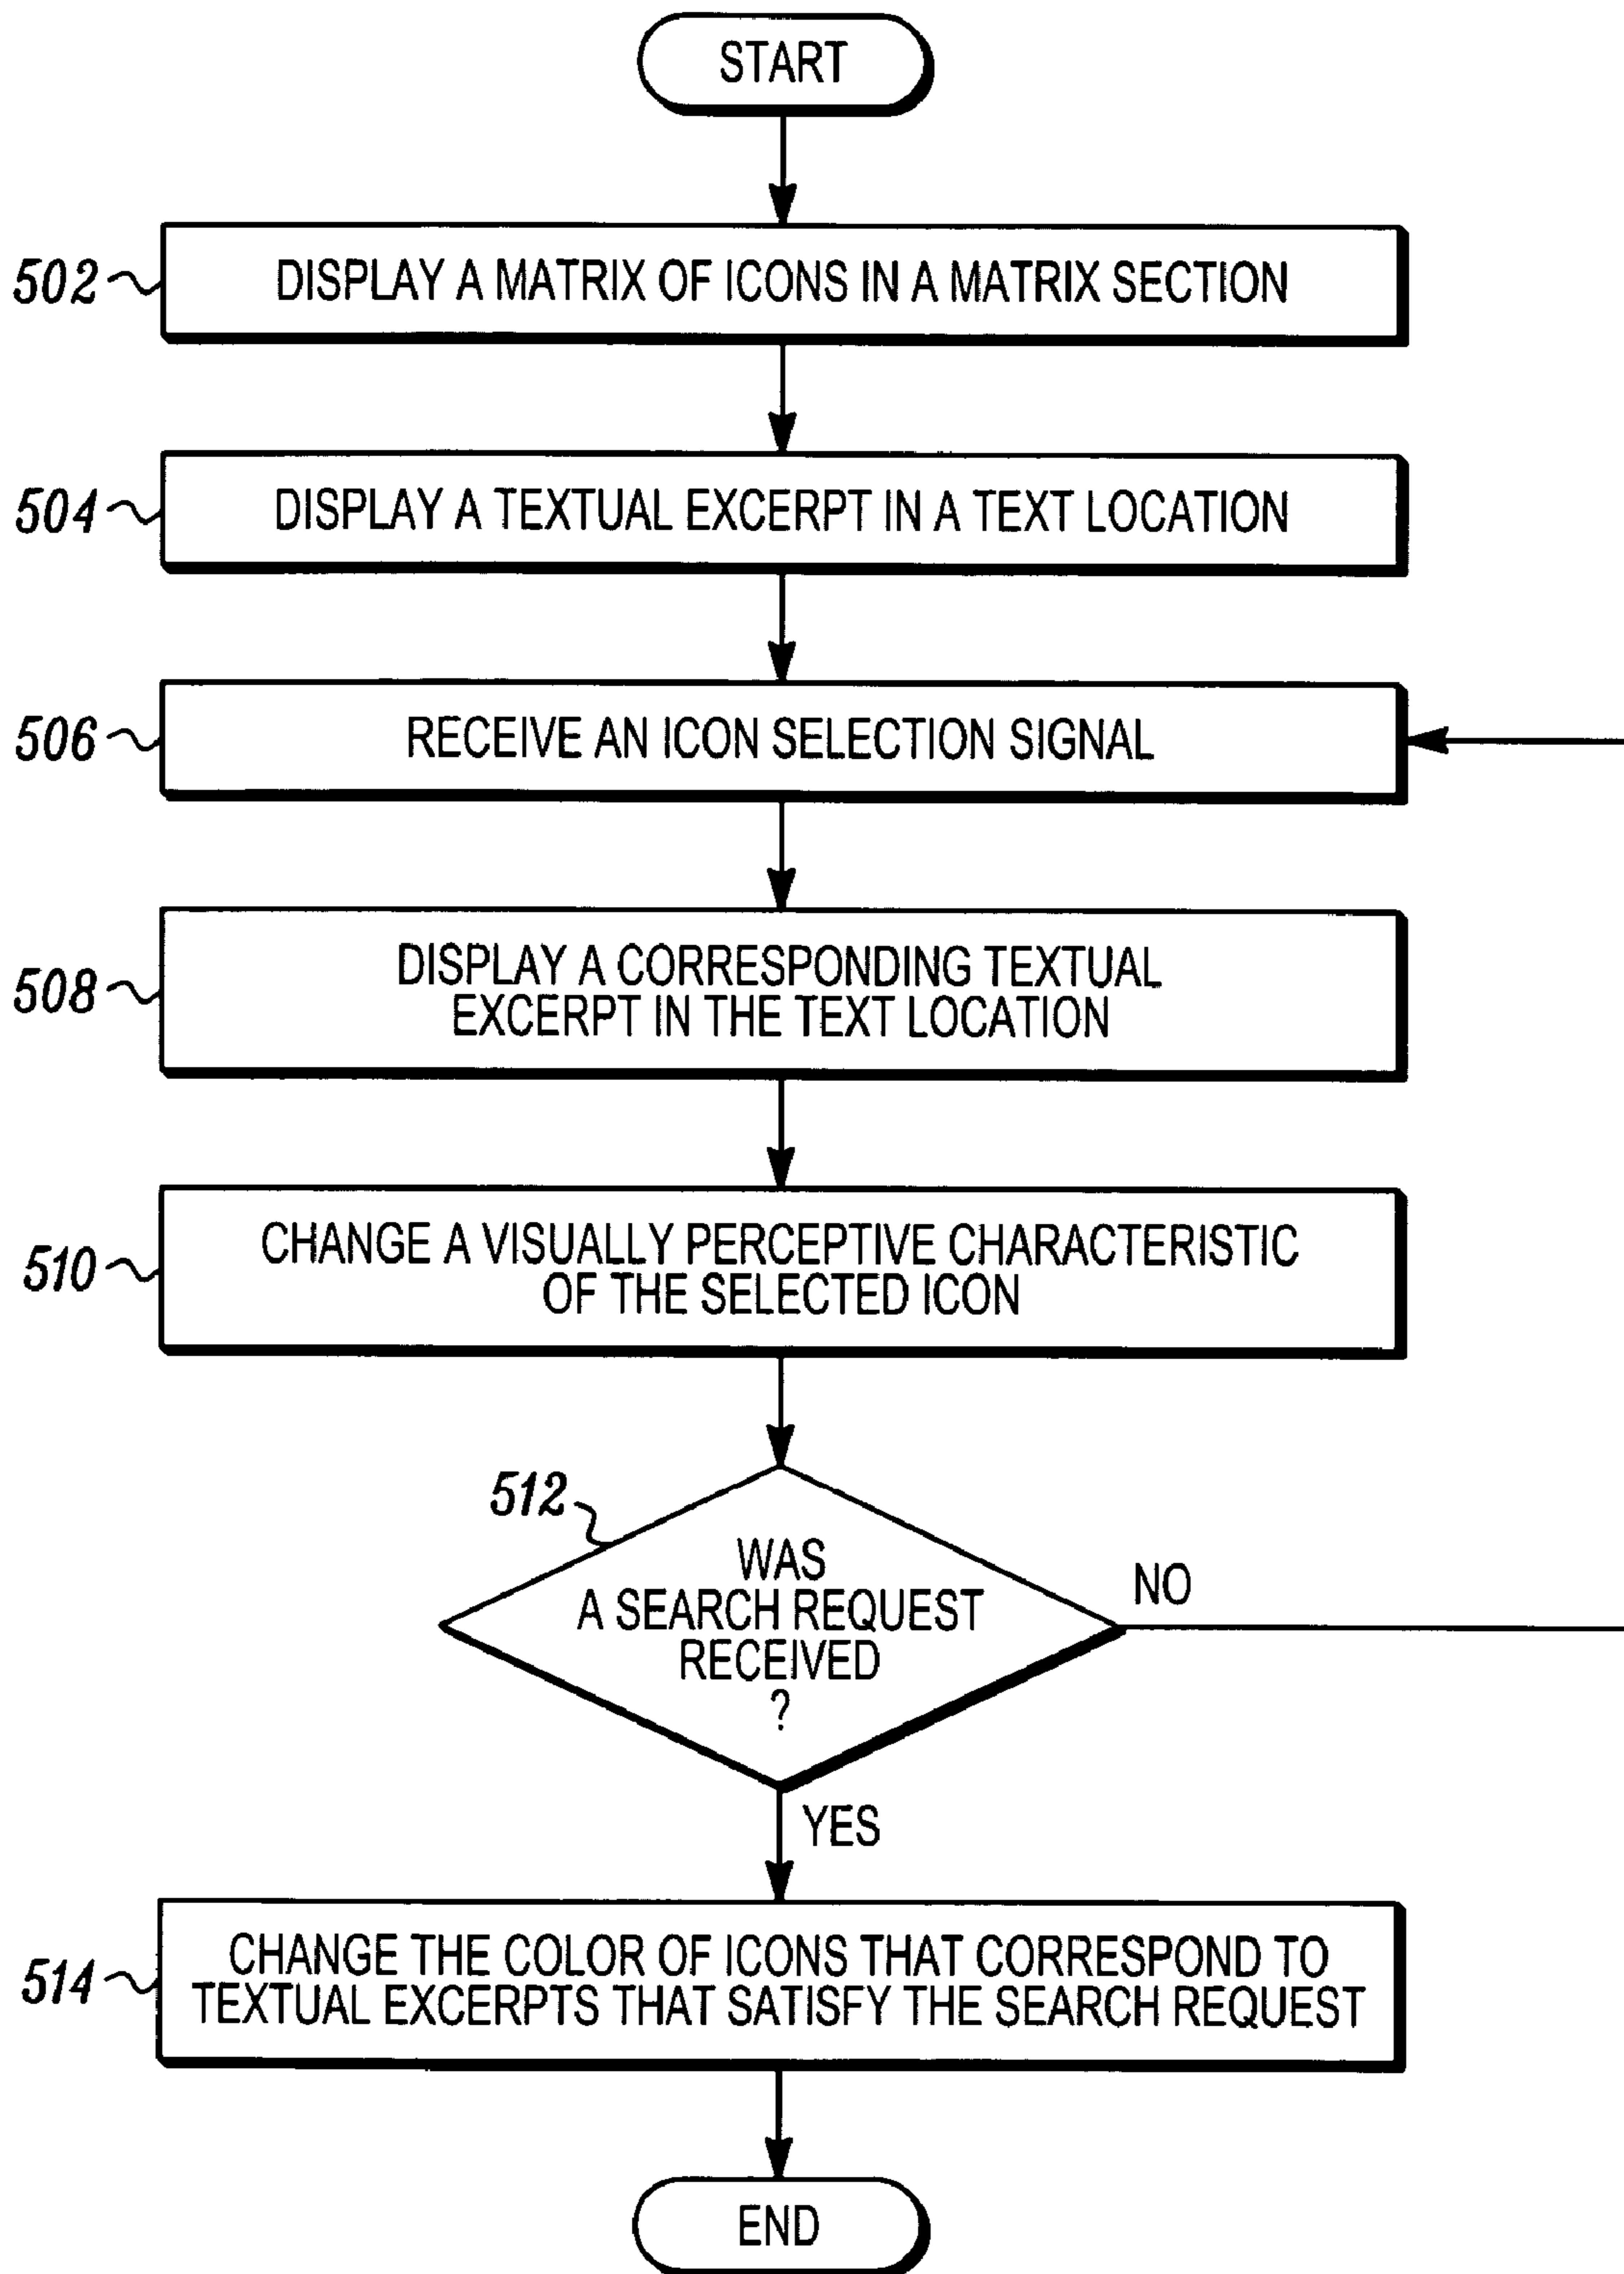 START
502
DISPLAY A MATRIX OF ICONS IN A MATRIX SECTION
504
DISPLAY A TEXTUAL EXCERPT IN A TEXT LOCATION
506
RECEIVE AN ICON SELECTION SIGNAL
508
DISPLAY A CORRESPONDING TEXTUAL
EXCERPT IN THE TEXT LOCATION
510
CHANGE A VISUALLY PERCEPTIVE CHARACTERISTIC
OF THE SELECTED ICON
512
WAS
A SEARCH REQUEST
RECEIVED
?
NO
YES
514
CHANGE THE COLOR OF ICONS THAT CORRESPOND TO
TEXTUAL EXCERPTS THAT SATISFY THE SEARCH REQUEST
END